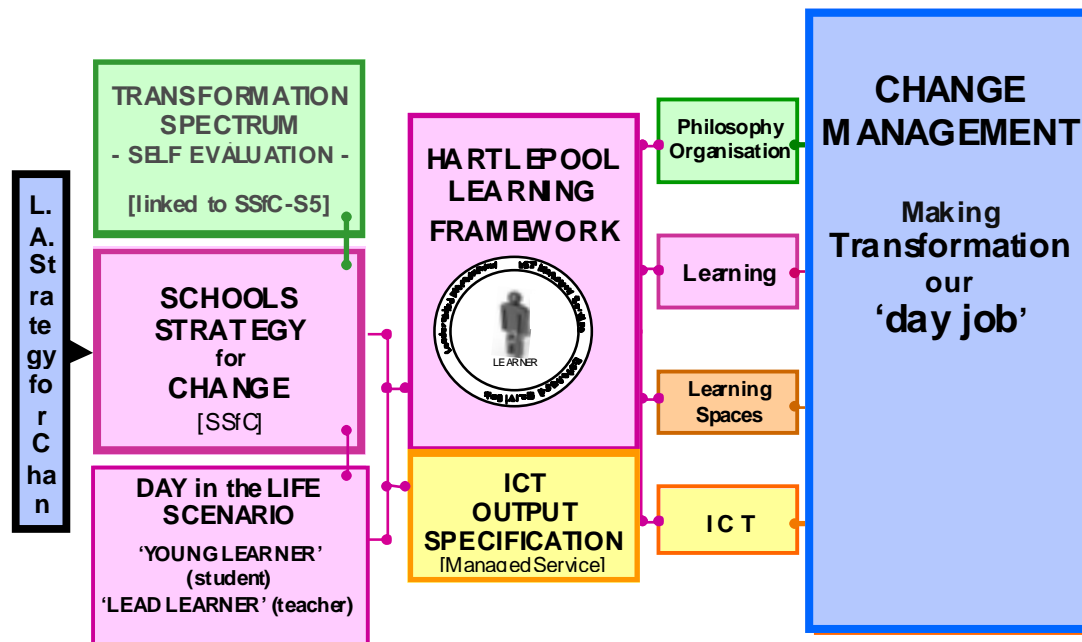 L.
A.
St
ra
te
gy
fo
r
C
ha
n
TRANSFORMATION
SPECTRUM
- SELF EVALUATION -
[linked to SSfC-S5]
SCHOOLS
STRATEGY
for
CHANGE
[SSfC]
DAY in the LIFE
SCENARIO
‘YOUNG LEARNER’
(student)
‘LEAD LEARNER’ (teacher)
HARTLEPOOL
LEARNING
FRAMEWORK
LEARNER
ICT
OUTPUT
SPECIFICATION
[Managed Service]
Philosophy
Organisation
Learning
Learning
Spaces
ICT
CHANGE
MANAGEMENT
Making
Transformation
our
‘day job’